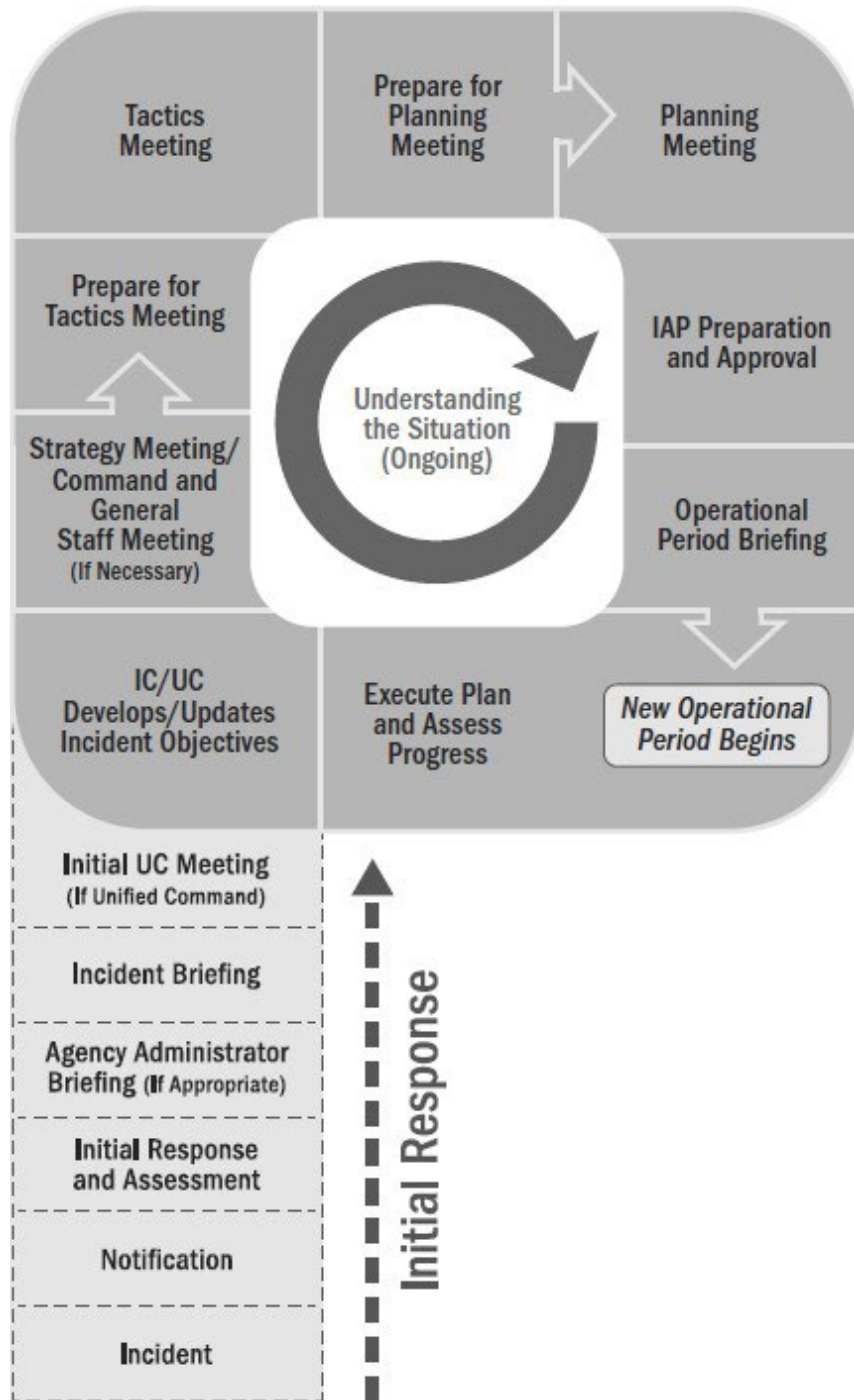 Tactics
Meeting
Prepare for
Planning
Meeting
Planning
Meeting
Prepare for
Tactics Meeting
Understanding
the Situation
(Ongoing)
IAP Preparation
and Approval
Strategy Meeting/
Command and
General
Staff Meeting
(If Necessary)
Operational
Period Briefing
IC/UC
Develops/Updates
Incident Objectives
Execute Plan
and Assess
Progress
New Operational
Period Begins
Initial UC Meeting
(If Unified Command)
Incident Briefing
Agency Administrator
Briefing (If Appropriate)
Initial Response
and Assessment
Notification
Incident
Initial Response